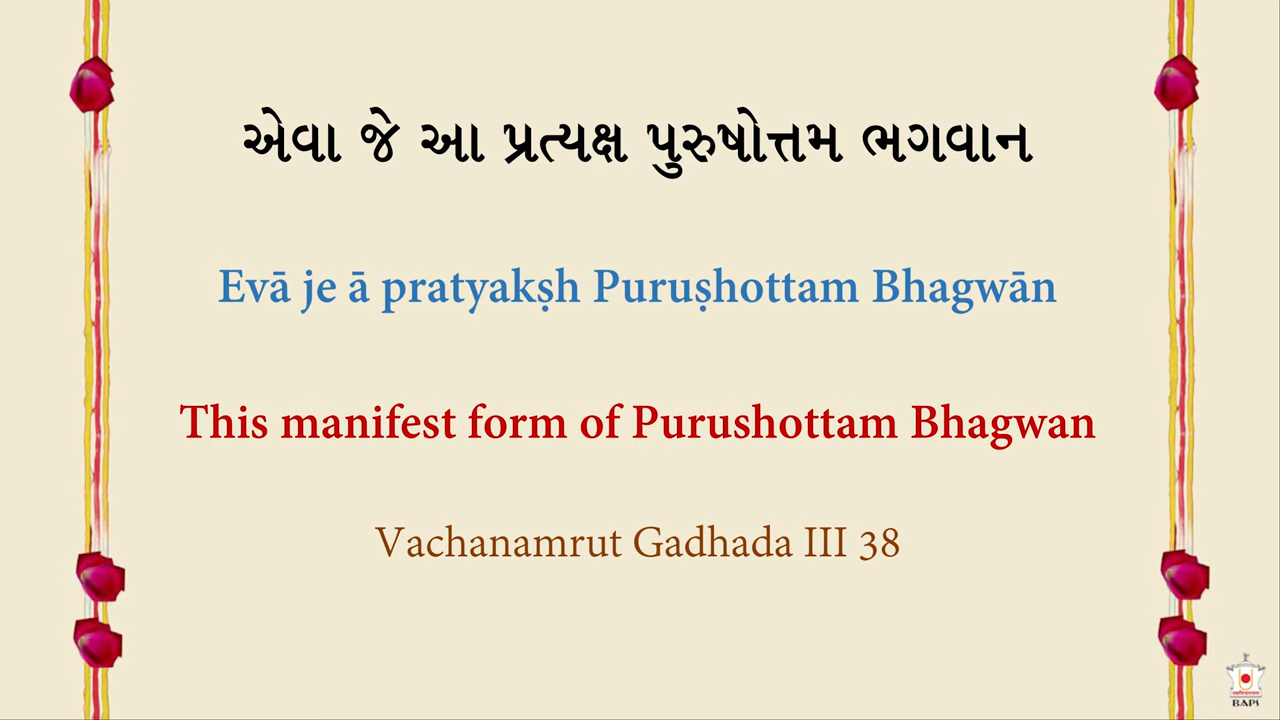 એવા જે આ પ્રત્યક્ષ પુરુષોત્તમ ભગવાન
Evā je ā pratyakṣh Puruṣhottam Bhagwān
This manifest form of Purushottam Bhagwan
Vachanamrut Gadhada III 38
BAPS